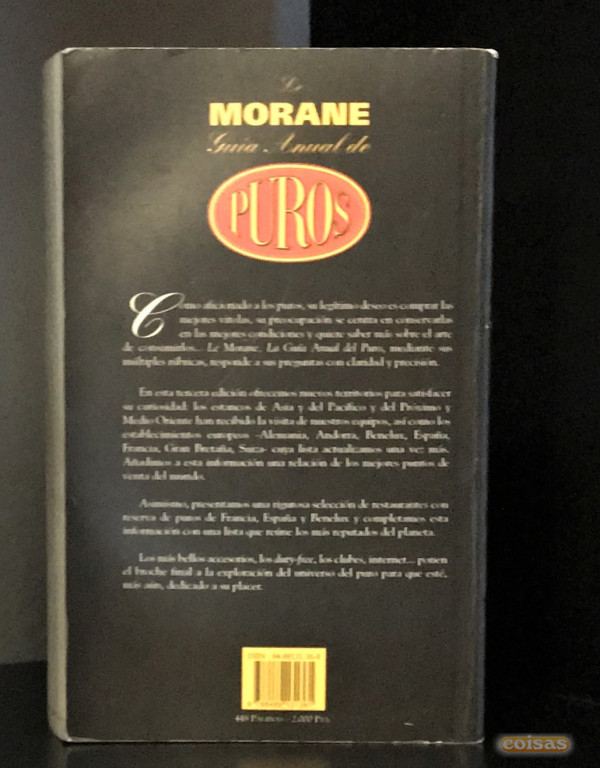 Le
MORANE
Guía Anual de
PUROS
Como aficionado a los puros, su legítimo deseo es comprar las
mejores vitolas, su preocupación se centra en conservarlas
en las mejores condiciones y quiere saber más sobre el arte
de consumirlos... Le Morane, La Guía Anual del Puro, mediante sus
múltiples rúbricas, responde a sus preguntas con claridad y precisión.
En esta tercera edición ofrecemos nuevos territorios para satisfacer
su curiosidad: los estancos de Asia y del Pacífico y del Próximo y
Medio Oriente han recibido la visita de nuestros equipos, así como los
establecimientos europeos -Alemania, Andorra, Benelux, España,
Francia, Gran Bretaña, Suiza- cuya lista actualizamos una vez más.
Añadimos a esta información una relación de los mejores puntos de
venta del mundo.
Asimismo, presentamos una rigurosa selección de restaurantes con
reserva de puros de Francia, España y Benelux y completamos esta
información con una lista que reúne los más reputados del planeta.
Los más bellos accesorios, los duty-free, los clubes, internet... ponen
el broche final a la exploración del universo del puro para que esté,
más aún, dedicado a su placer.
ISBN
448 Páginas - 2.000 Pta.
coisas